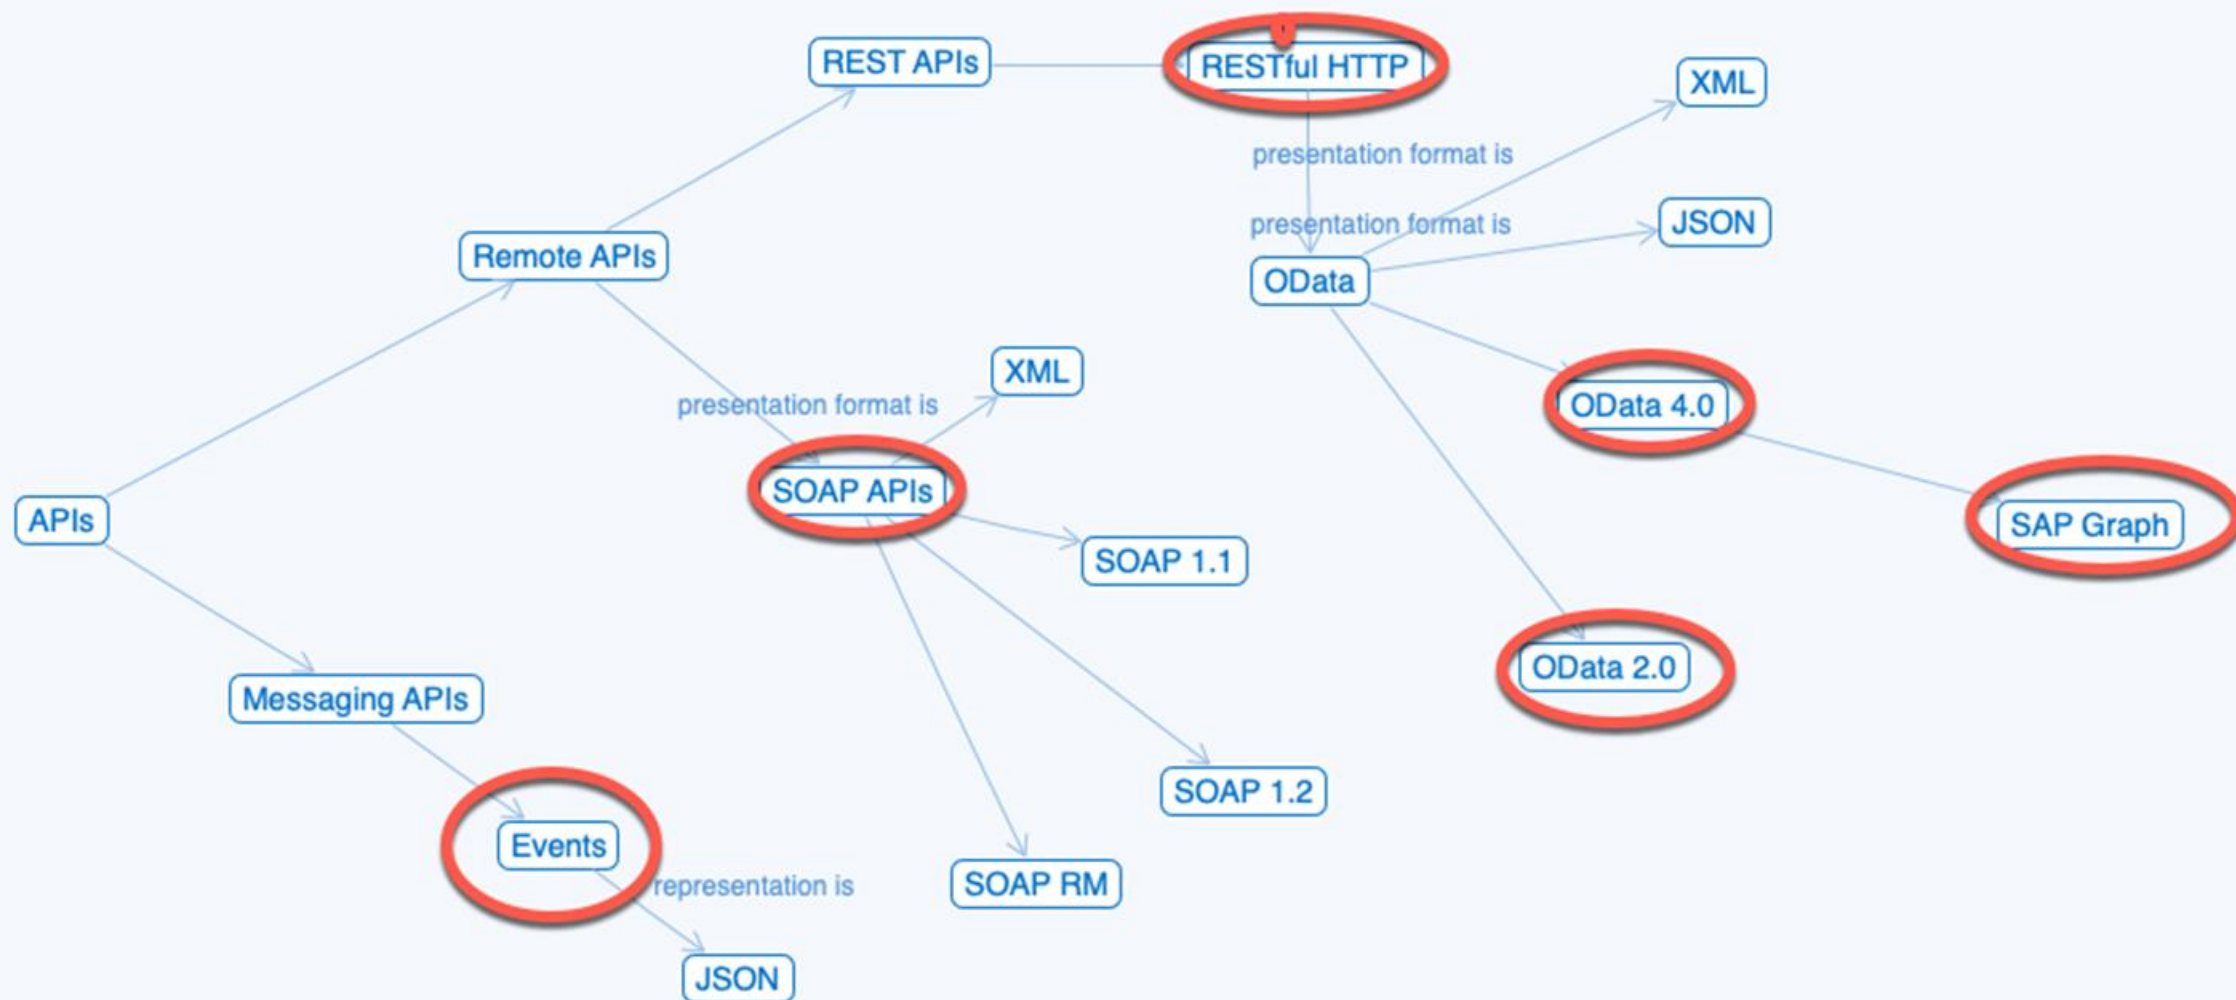 REST APIs
RESTful HTTP
XML
presentation format is
presentation format is
JSON
Remote APIs
OData
XML
presentation format is
OData 4.0
SOAP APIs
APIs
SAP Graph
SOAP 1.1
OData 2.0
Messaging APIs
SOAP 1.2
Events
representation is
SOAP RM
JSON